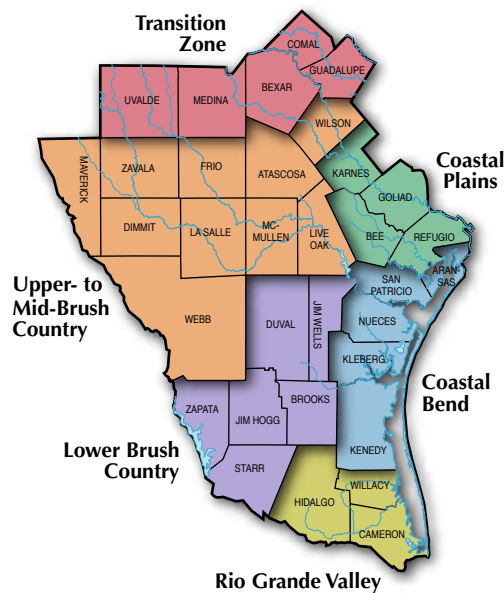 Transition
Zone
COMAL
GUADALUPE
BEXAR
UVALDE
MEDINA
WILSON
MAVERICK
ZAVALA
FRIO
ATASCOSA
KARNES
Coastal
Plains
GOLIAD
DIMMIT
LA SALLE
MC-
MULLEN
LIVE
OAK
BEE
REFUGIO
ARAN-
SAS
SAN
PATRICIO
Upper- to
Mid-Brush
Country
WEBB
DUVAL
JIM WELLS
NUECES
KLEBERG
Coastal
Bend
ZAPATA
JIM HOGG
BROOKS
KENEDY
Lower Brush
Country
STARR
HIDALGO
WILLACY
CAMERON
Rio Grande Valley